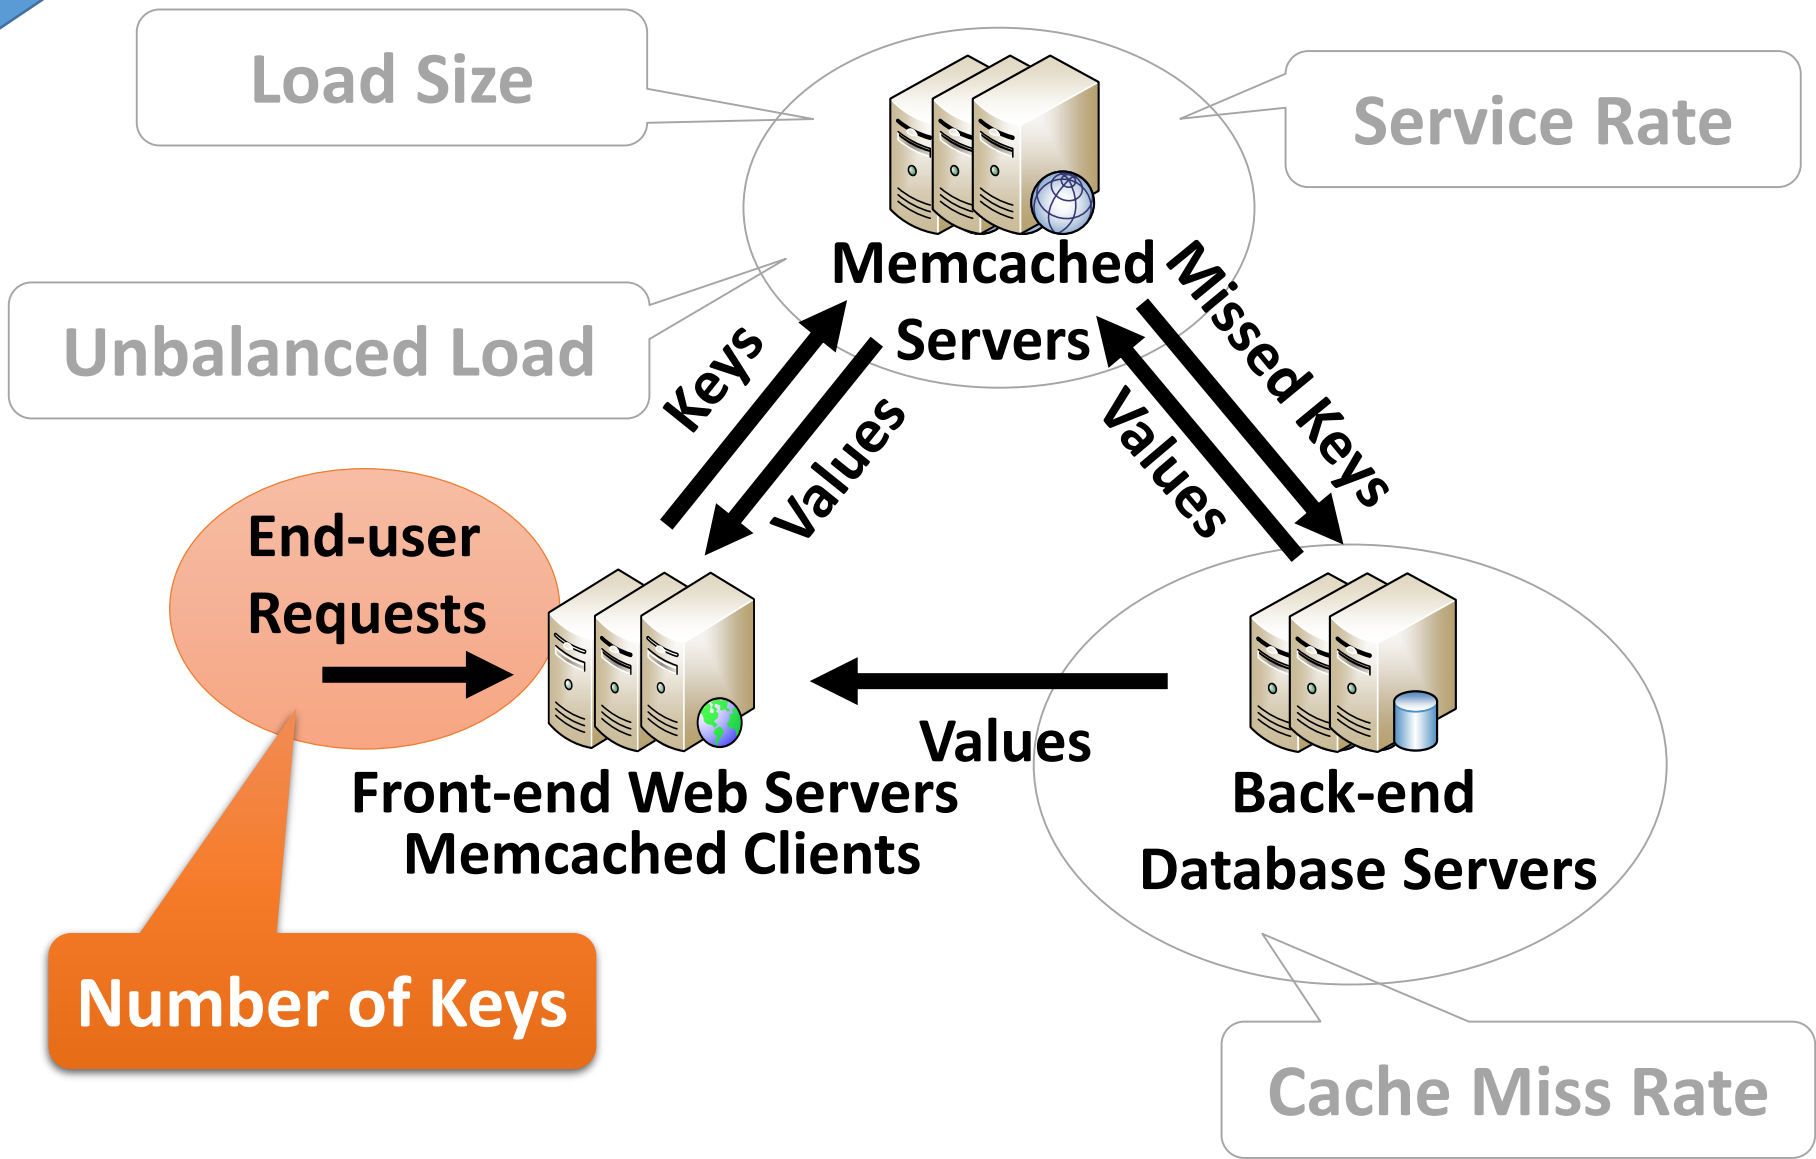 Load Size
Service Rate
Memcached
Servers
Unbalanced Load
Keys
Values
Missed Keys
Values
End-user
Requests
Values
Front-end Web Servers
Memcached Clients
Back-end
Database Servers
Number of Keys
Cache Miss Rate